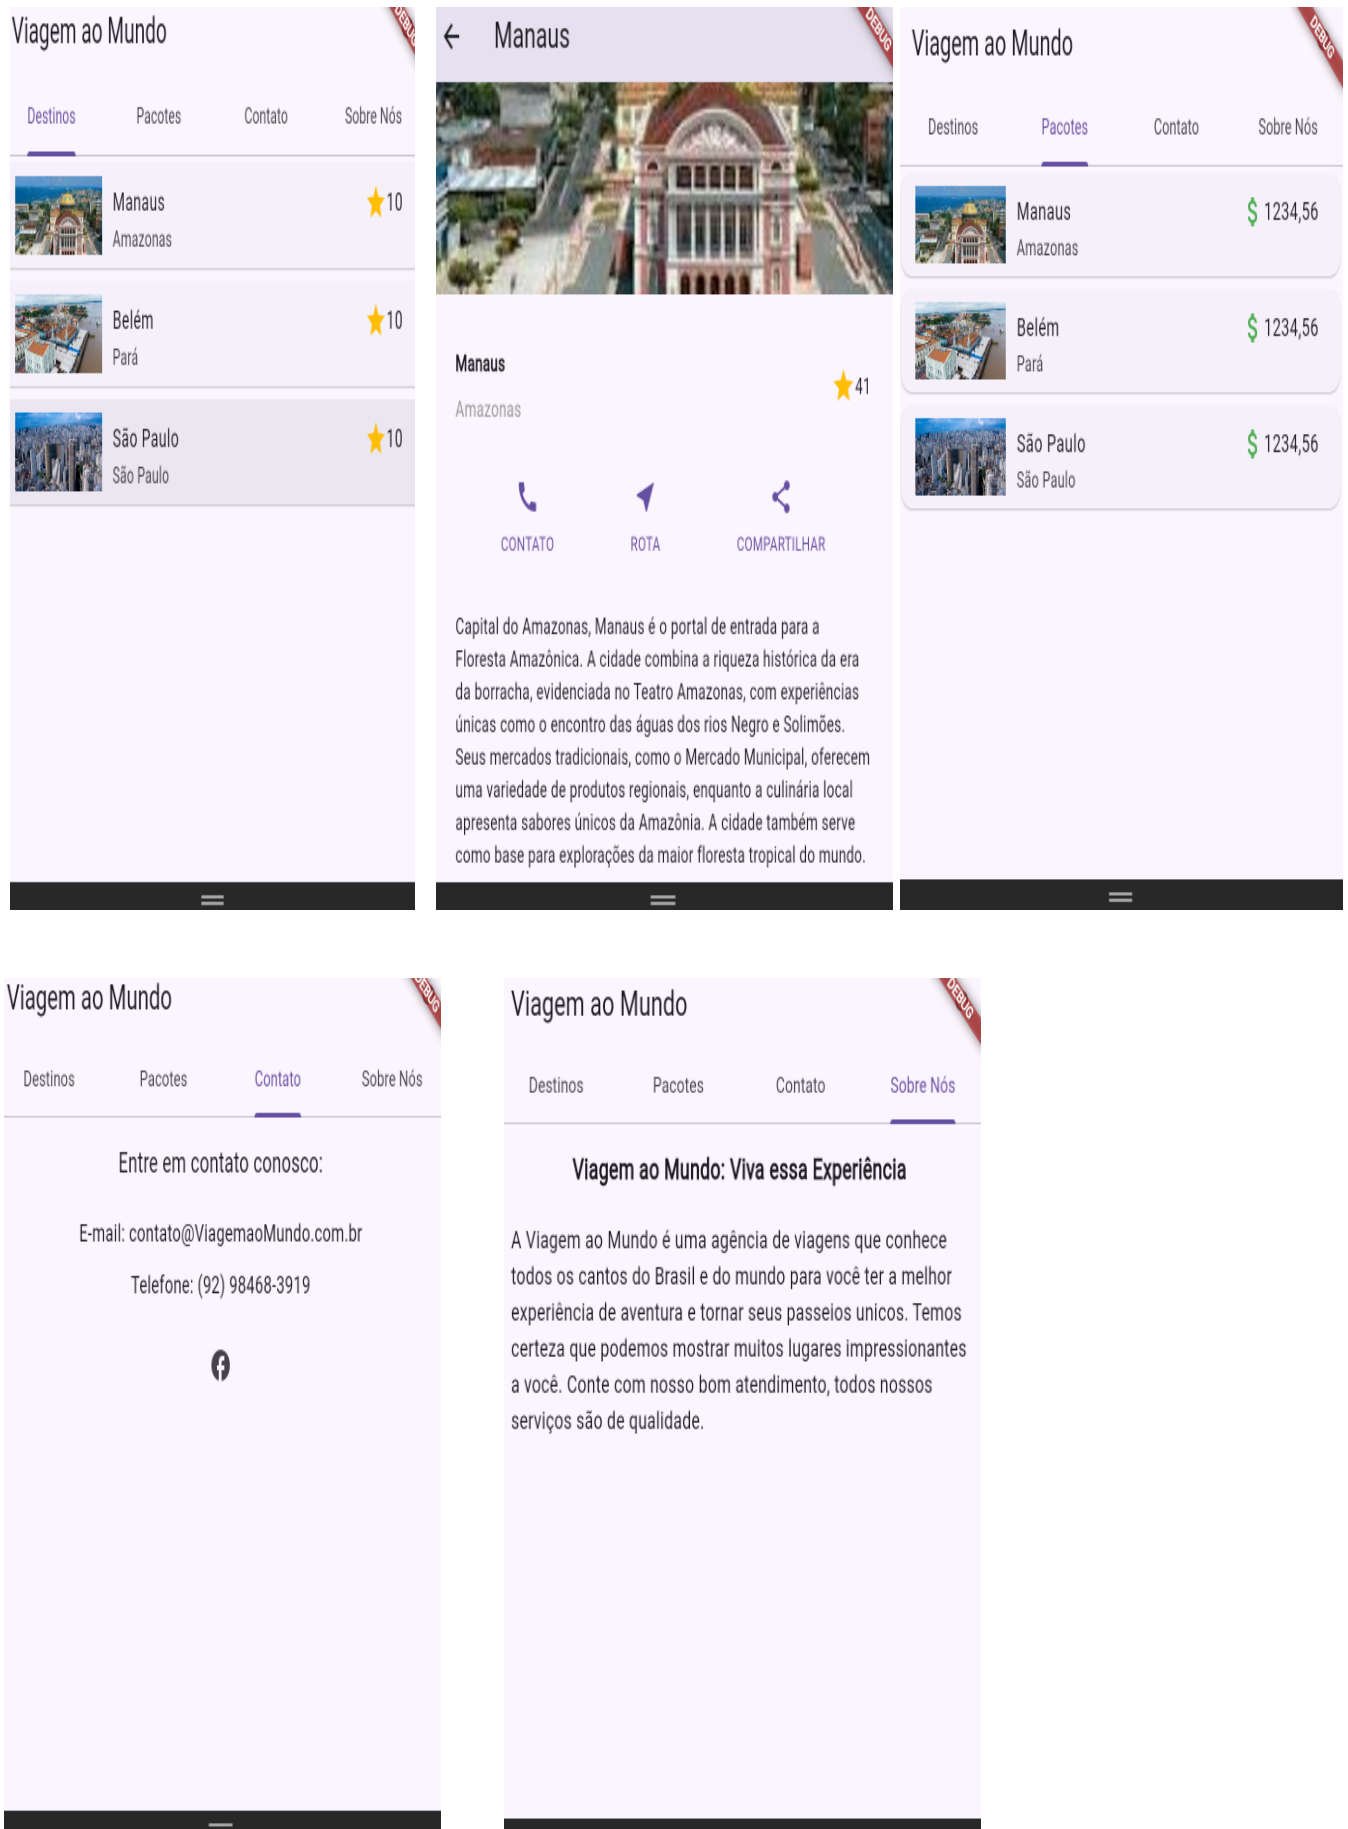 Viagem ao Mundo
DEBUG
Destinos Pacotes Contato Sobre Nós
Manaus
10
Amazonas
Belém
10
Pará
São Paulo
10
São Paulo
Manaus
DEBUG
Manaus
Amazonas
41
CONTATO ROTA COMPARTILHAR
Capital do Amazonas, Manaus é o portal de entrada para a
Floresta Amazônica. A cidade combina a riqueza histórica da era
da borracha, evidenciada no Teatro Amazonas, com experiências
únicas como o encontro das águas dos rios Negro e Solimões.
Seus mercados tradicionais, como o Mercado Municipal, oferecem
uma variedade de produtos regionais, enquanto a culinária local
apresenta sabores únicos da Amazônia. A cidade também serve
como base para explorações da maior floresta tropical do mundo.
Viagem ao Mundo
DEBUG
Destinos Pacotes Contato Sobre Nós
Manaus
$ 1234,56
Amazonas
Belém
$ 1234,56
Pará
São Paulo
$ 1234,56
São Paulo
Viagem ao Mundo
DEBUG
Destinos Pacotes Contato Sobre Nós
Entre em contato conosco:
E-mail: contato@ViagemaoMundo.com.br
Telefone: (92) 98468-3919
Viagem ao Mundo
DEBUG
Destinos Pacotes Contato Sobre Nós
Viagem ao Mundo: Viva essa Experiência
A Viagem ao Mundo é uma agência de viagens que conhece
todos os cantos do Brasil e do mundo para você ter a melhor
experiência de aventura e tornar seus passeios unicos. Temos
certeza que podemos mostrar muitos lugares impressionantes
a você. Conte com nosso bom atendimento, todos nossos
serviços são de qualidade.